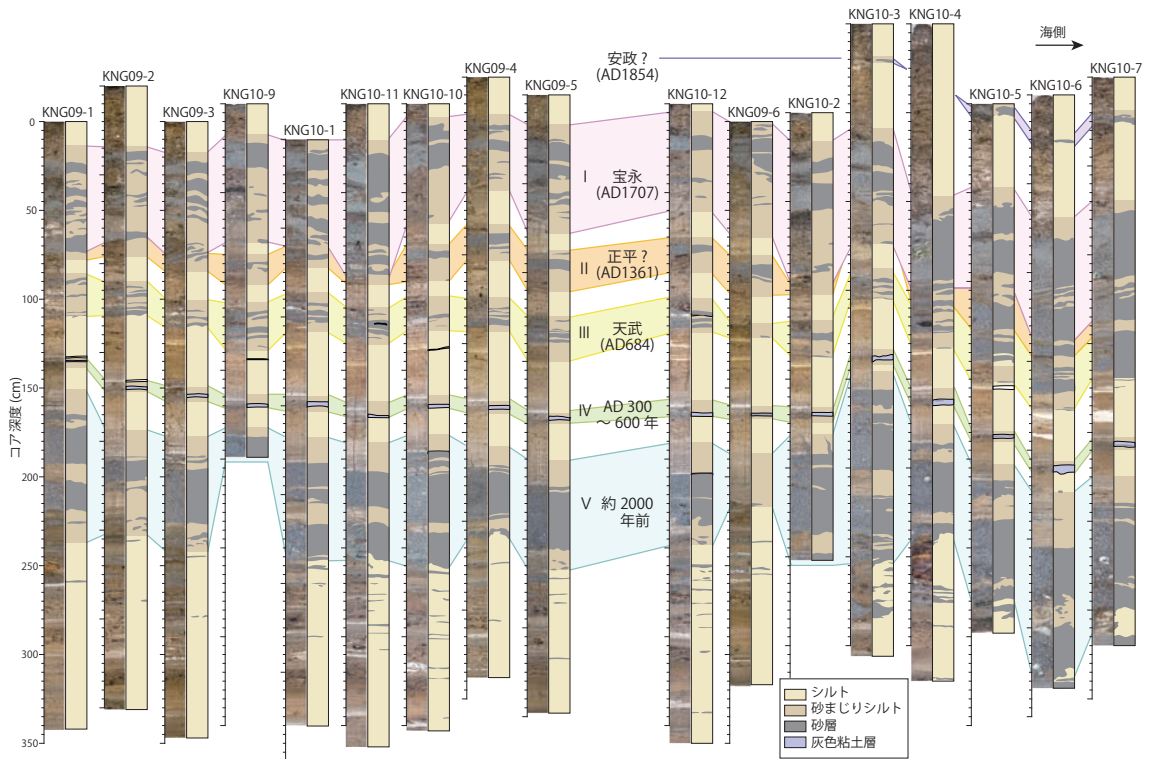 KNG10-3
KNG10-4
海側
安政?
(AD1854)
KNG09-2
KNG09-4
KNG10-7
KNG10-9
KNG10-11
KNG10-10
KNG09-5
KNG10-12
KNG10-2
KNG10-5
KNG10-6
KNG09-1
KNG09-3
KNG10-1
KNG09-6
0
50
100
150
200
250
300
350
コア深度(cm)
I 宝永
(AD1707)
II 正平?
(AD1361)
III 天武
(AD684)
IV AD 300
~ 600 年
V 約 2000
年前
シルト
砂まじりシルト
砂層
灰色粘土層